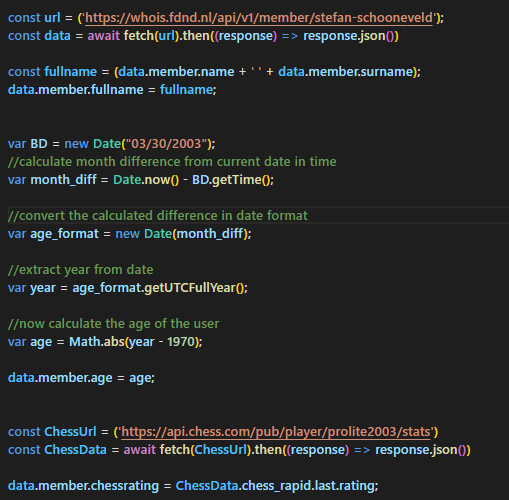 const url = ('https://whois.fdnd.nl/api/v1/member/stefan-schooneveld');
const data = await fetch(url).then((response) => response.json())
const fullname = (data.member.name + ' ' + data.member.surname);
data.member.fullname = fullname;
var BD = new Date("03/30/2003");
//calculate month difference from current date in time
var month_diff = Date.now() - BD.getTime();
//convert the calculated difference in date format
var age_format = new Date(month_diff);
//extract year from date
var year = age_format.getUTCFullYear();
//now calculate the age of the user
var age = Math.abs(year - 1970);
data.member.age = age;
const ChessUrl = ('https://api.chess.com/pub/player/prolite2003/stats')
const ChessData = await fetch(ChessUrl).then((response) => response.json())
data.member.chessrating = ChessData.chess_rapid.last.rating;